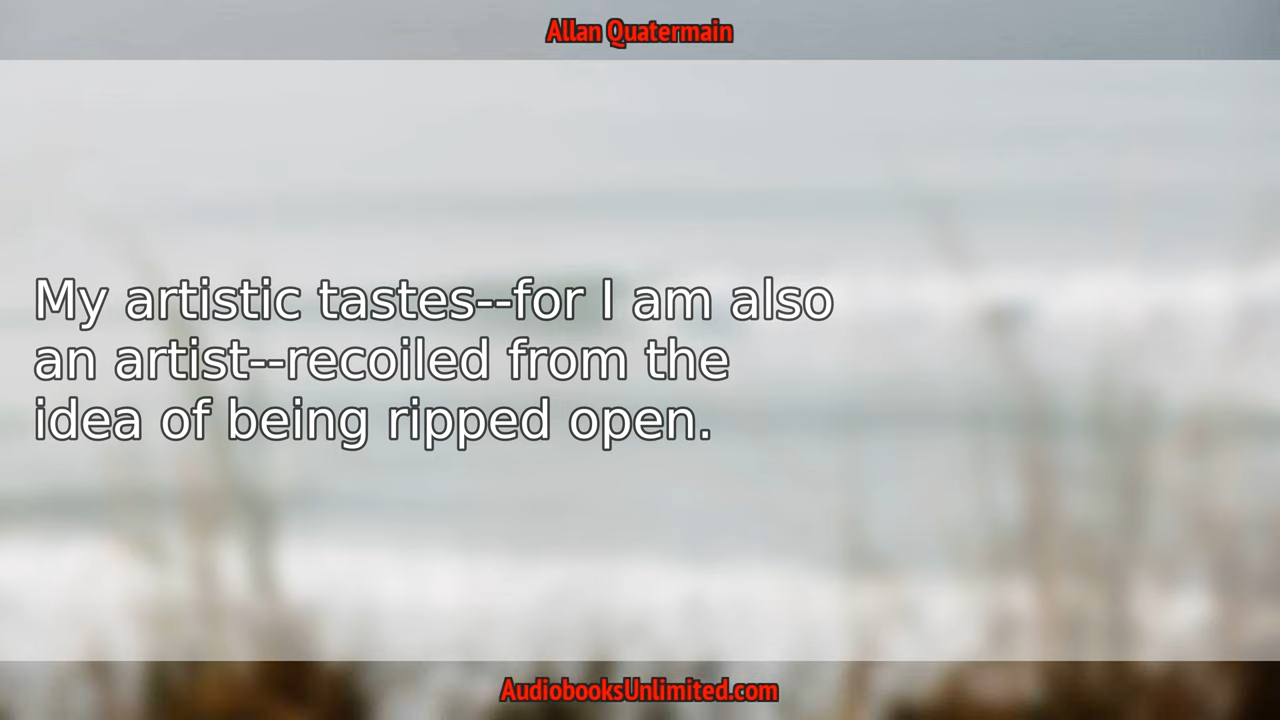 Allan Quatermain
My artistic tastes--for I am also
an artist--recoiled from the
idea of being ripped open.
AudiobooksUnlimited.com